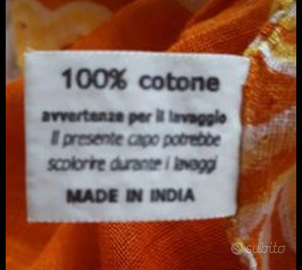 100% cotone
avvertenze per il lavaggio
Il presente capo potrebbe
scolorire durante i lavaggi
MADE IN INDIA
subito